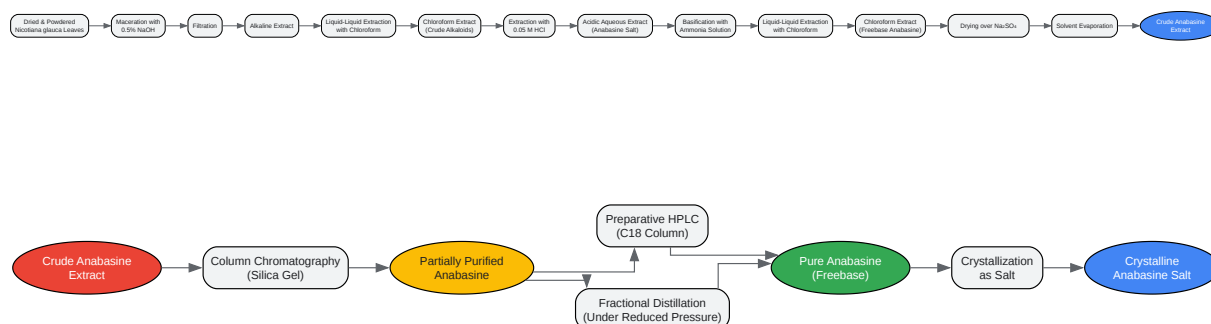 Dried & Powdered
Nicotiana glauca Leaves
Maceration with
0.5% NaOH
Filtration
Alkaline Extract
Liquid-Liquid Extraction
with Chloroform
Chloroform Extract
(Crude Alkaloids)
Extraction with
0.05 M HCl
Acidic Aqueous Extract
(Anabasine Salt)
Basification with
Ammonia Solution
Liquid-Liquid Extraction
with Chloroform
Chloroform Extract
(Freebase Anabasine)
Drying over Na₂SO₄
Solvent Evaporation
Crude Anabasine
Extract
Crude Anabasine
Extract
Column Chromatography
(Silica Gel)
Partially Purified
Anabasine
Preparative HPLC
(C18 Column)
Fractional Distillation
(Under Reduced Pressure)
Pure Anabasine
(Freebase)
Crystallization
as Salt
Crystalline
Anabasine Salt